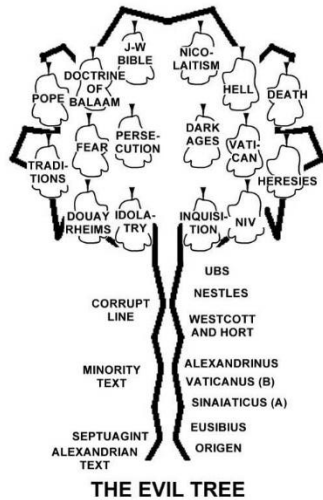 J-W
BIBLE
NICO-
LAITISM
DOCTRINE
OF
BALAAM
HELL
POPE
DEATH
PERSE-
CUTION
DARK
AGES
FEAR
VATI-
CAN
TRADI-
TIONS
HERESIES
DOUAY
RHEIMS
IDOLA-
TRY
INQUISI-
TION
NIV
UBS
NESTLES
CORRUPT
LINE
WESTCOTT
AND HORT
MINORITY
TEXT
ALEXANDRINUS
VATICANUS (B)
SINAIATICUS (A)
SEPTUAGINT
ALEXANDRIAN
TEXT
EUSIBIUS
ORIGEN
THE EVIL TREE